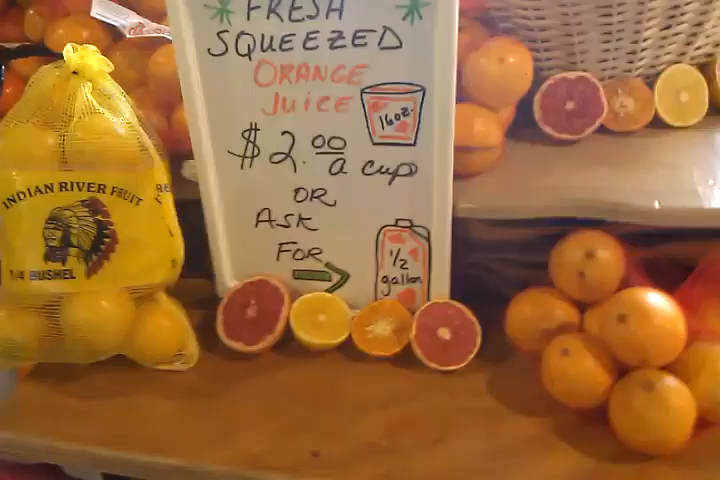 FRESH
SQUEEZED
ORANGE
JUICE
16oz.
$2.00
a cup
OR
ASK
FOR
1/2
gallon
INDIAN RIVER FRUIT
1/4 BUSHEL